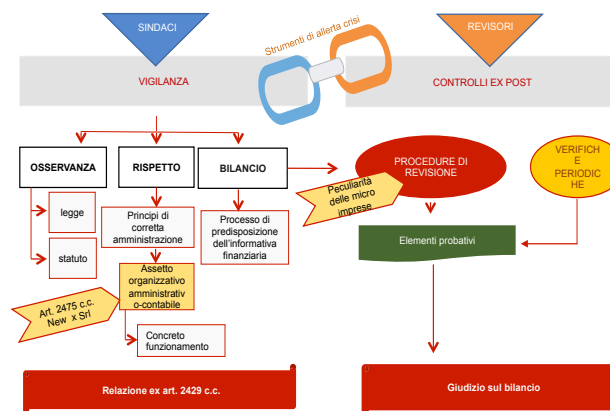 SINDACI
REVISORI
Strumenti di allerta crisi
VIGILANZA
CONTROLLI EX POST
OSSERVANZA
RISPETTO
BILANCIO
PROCEDURE DI
REVISIONE
VERIFICH
E
PERIODIC
HE
Peculiarità
delle micro
imprese
legge
Principi di
corretta
amministrazione
Processo di
predisposizione
dell’informativa
finanziaria
Elementi probativi
statuto
Assetto
organizzativo
amministrativ
o-contabile
Art. 2475 c.c.
New x Srl
Concreto
funzionamento
Relazione ex art. 2429 c.c.
Giudizio sul bilancio